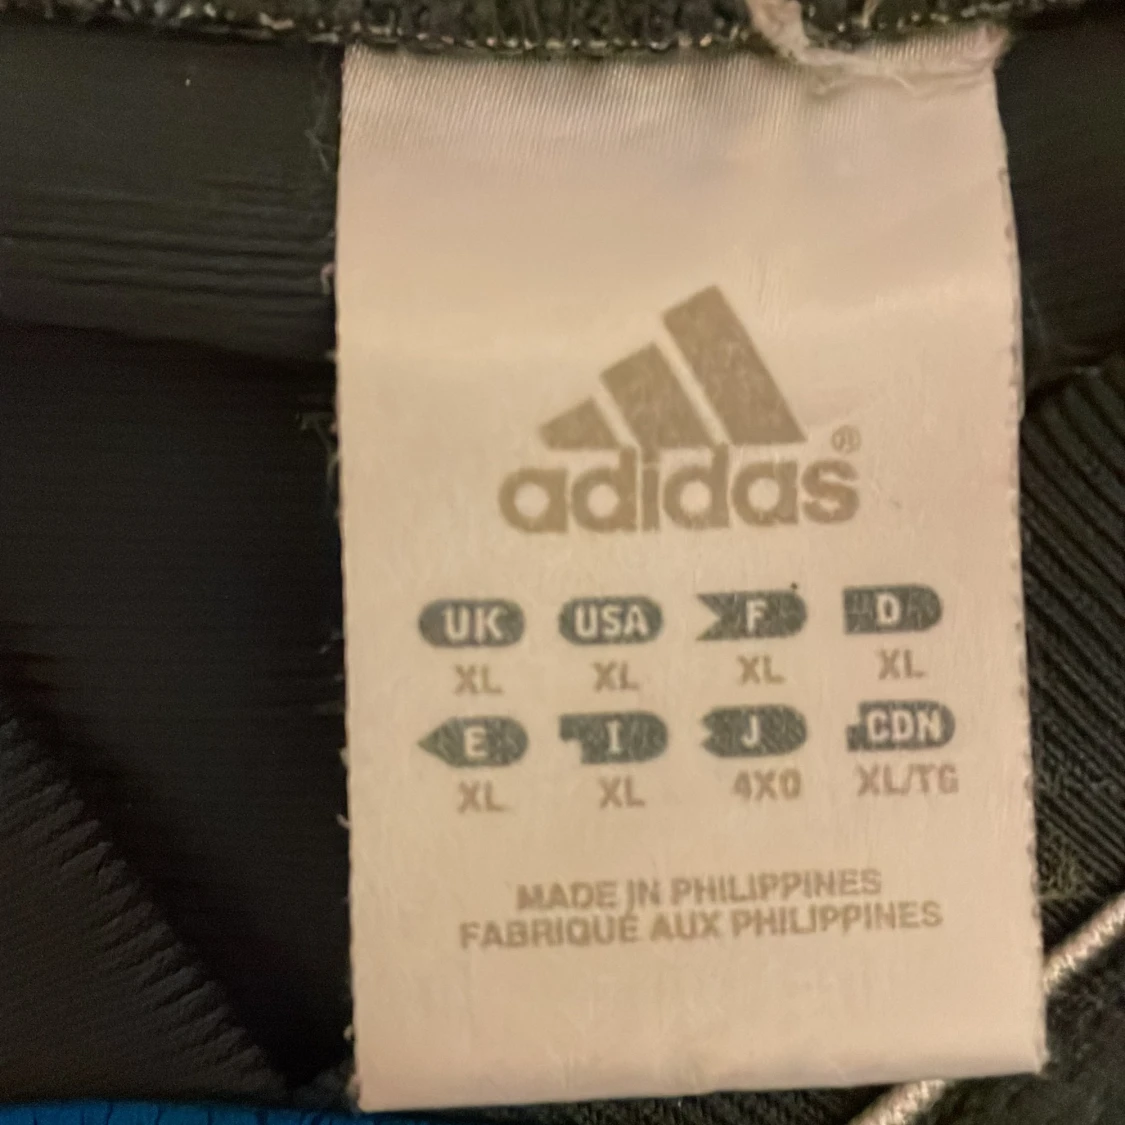 adidas®
UK USA F D
XL XL XL XL
E I J CDN
XL XL 4XO XL/TG
MADE IN PHILIPPINES
FABRIQUÉ AUX PHILIPPINES